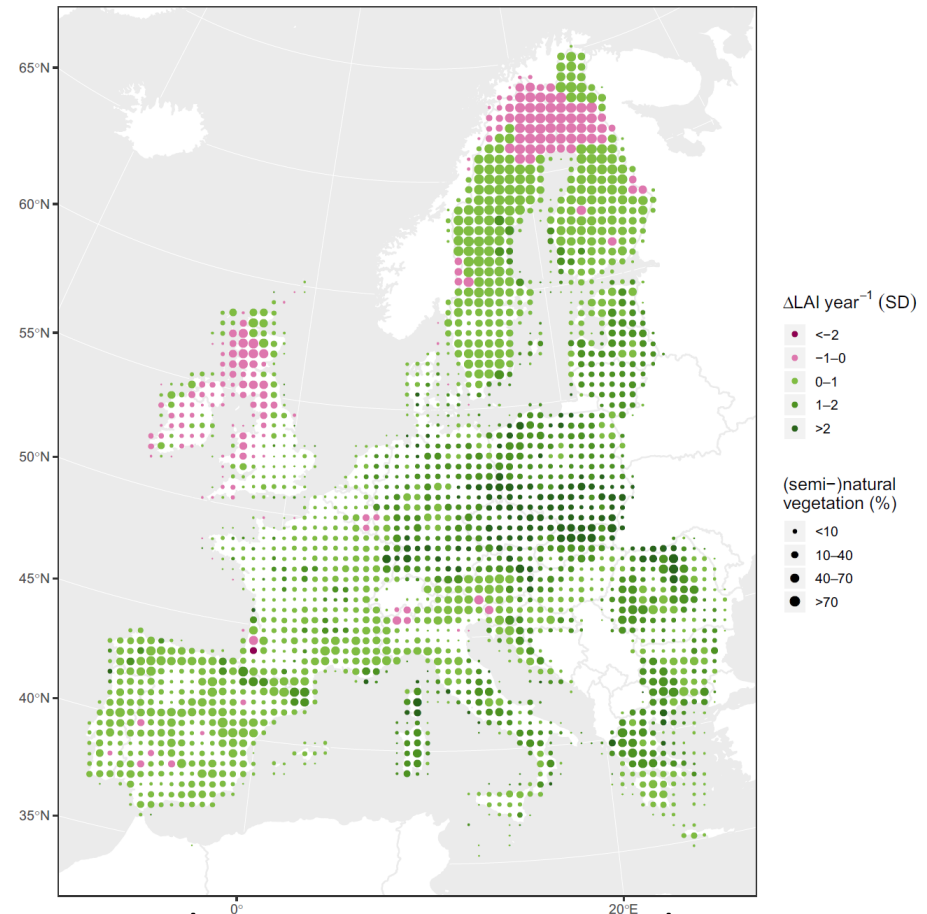 65°N
60°N
55°N
50°N
45°N
40°N
35°N
0°
20°E
ΔLAI year⁻¹ (SD)
<−2
−1–0
0–1
1–2
>2
(semi−)natural
vegetation (%)
<10
10–40
40–70
>70